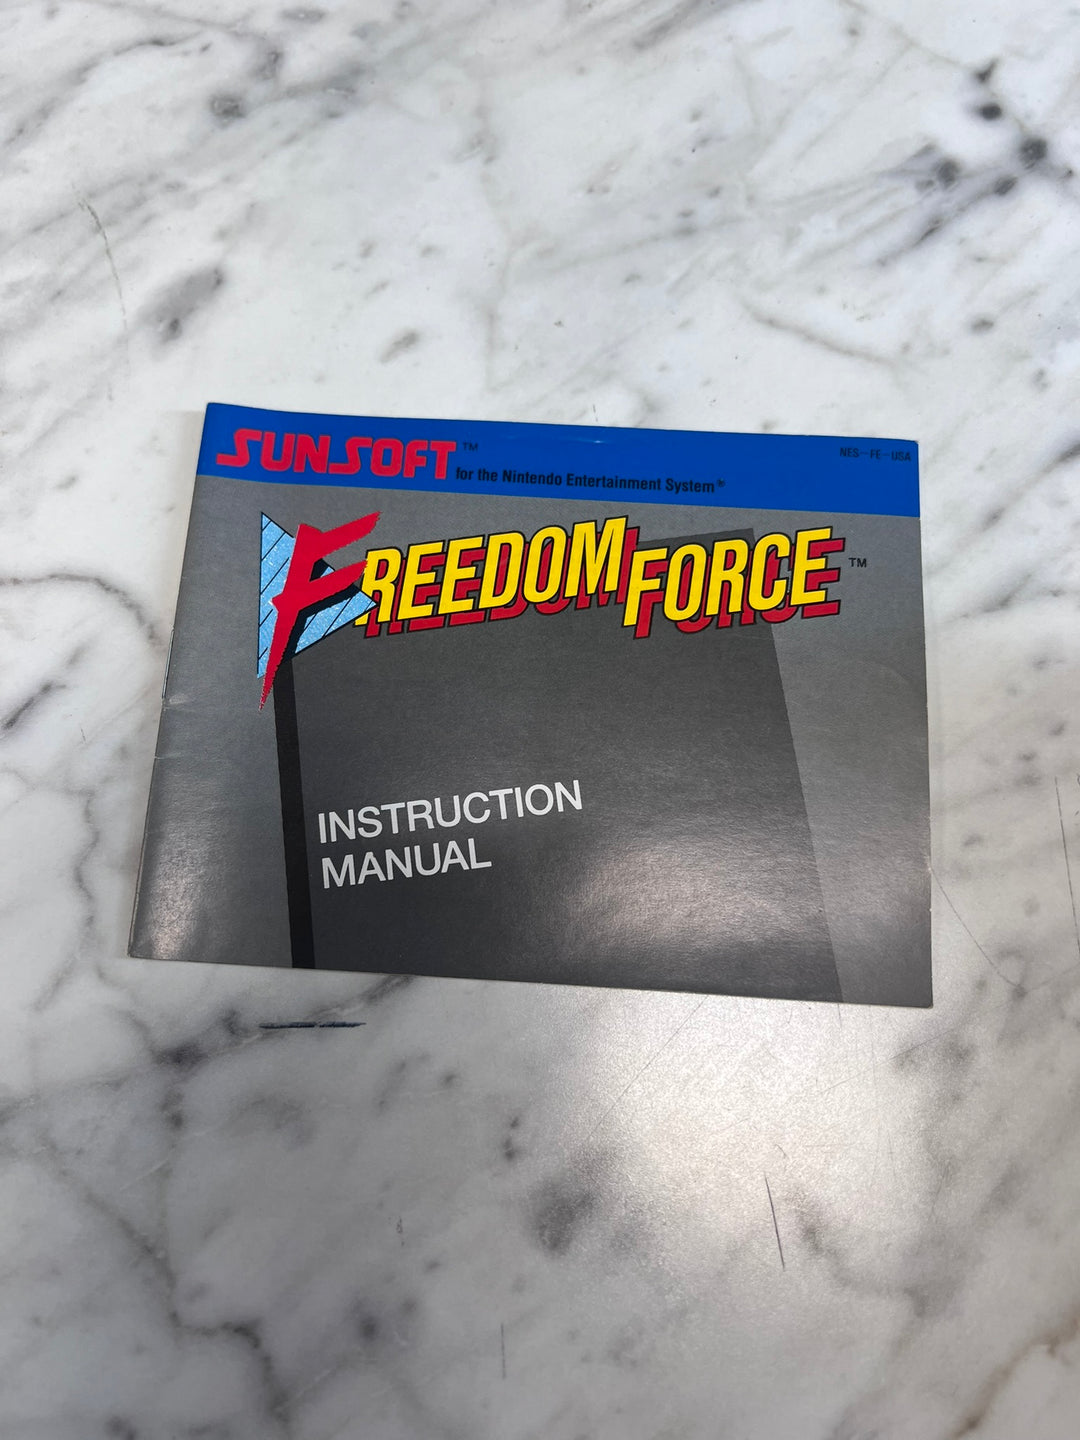 SUNSOFT™
for the Nintendo Entertainment System®
NES-FE-USA
FREEDOM FORCE™
INSTRUCTION
MANUAL